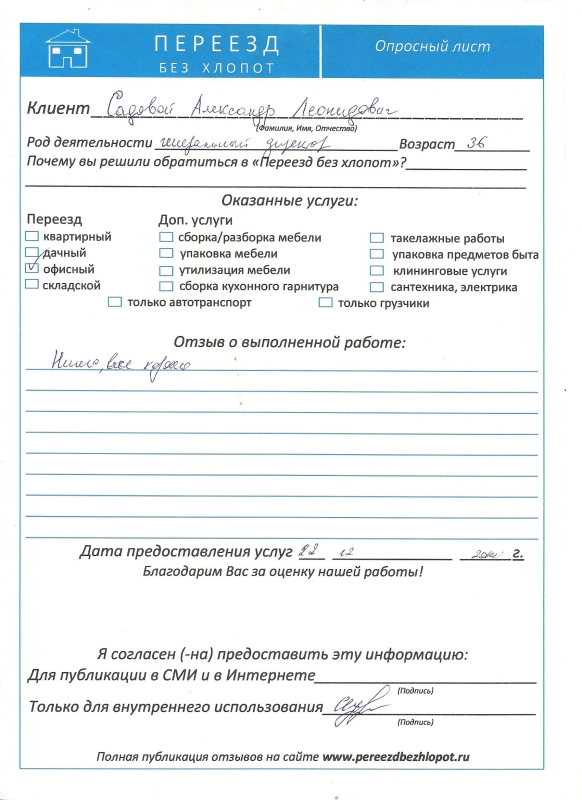 ПЕРЕЕЗД
БЕЗ ХЛОПОТ
Опросный лист
Клиент Садовой Александр Леонидович
(Фамилия, Имя, Отчество)
Род деятельности генеральный директор Возраст 36
Почему вы решили обратиться в «Переезд без хлопот»?
Оказанные услуги:
Переезд Доп. услуги
квартирный сборка/разборка мебели такелажные работы
дачный упаковка мебели упаковка предметов быта
офисный утилизация мебели клининговые услуги
складской сборка кухонного гарнитура сантехника, электрика
только автотранспорт только грузчики
Отзыв о выполненной работе:
все хорошо
Дата предоставления услуг 22 12 г.
Благодарим Вас за оценку нашей работы!
Я согласен (-на) предоставить эту информацию:
Для публикации в СМИ и в Интернете
(Подпись)
Только для внутреннего использования
(Подпись)
Полная публикация отзывов на сайте www.pereezdbezhlopot.ru